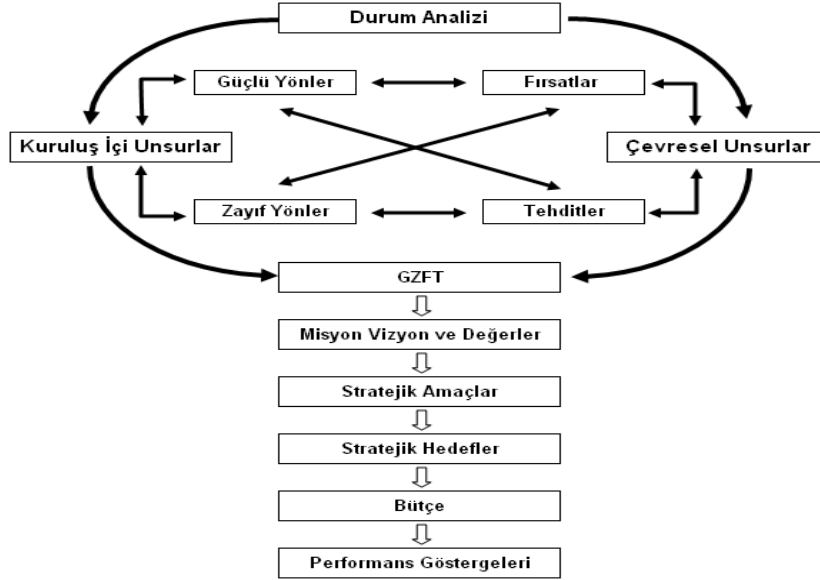 Durum Analizi
Güçlü Yönler
Fırsatlar
Kuruluş İçi Unsurlar
Çevresel Unsurlar
Zayıf Yönler
Tehditler
GZFT
Misyon Vizyon ve Değerler
Stratejik Amaçlar
Stratejik Hedefler
Bütçe
Performans Göstergeleri